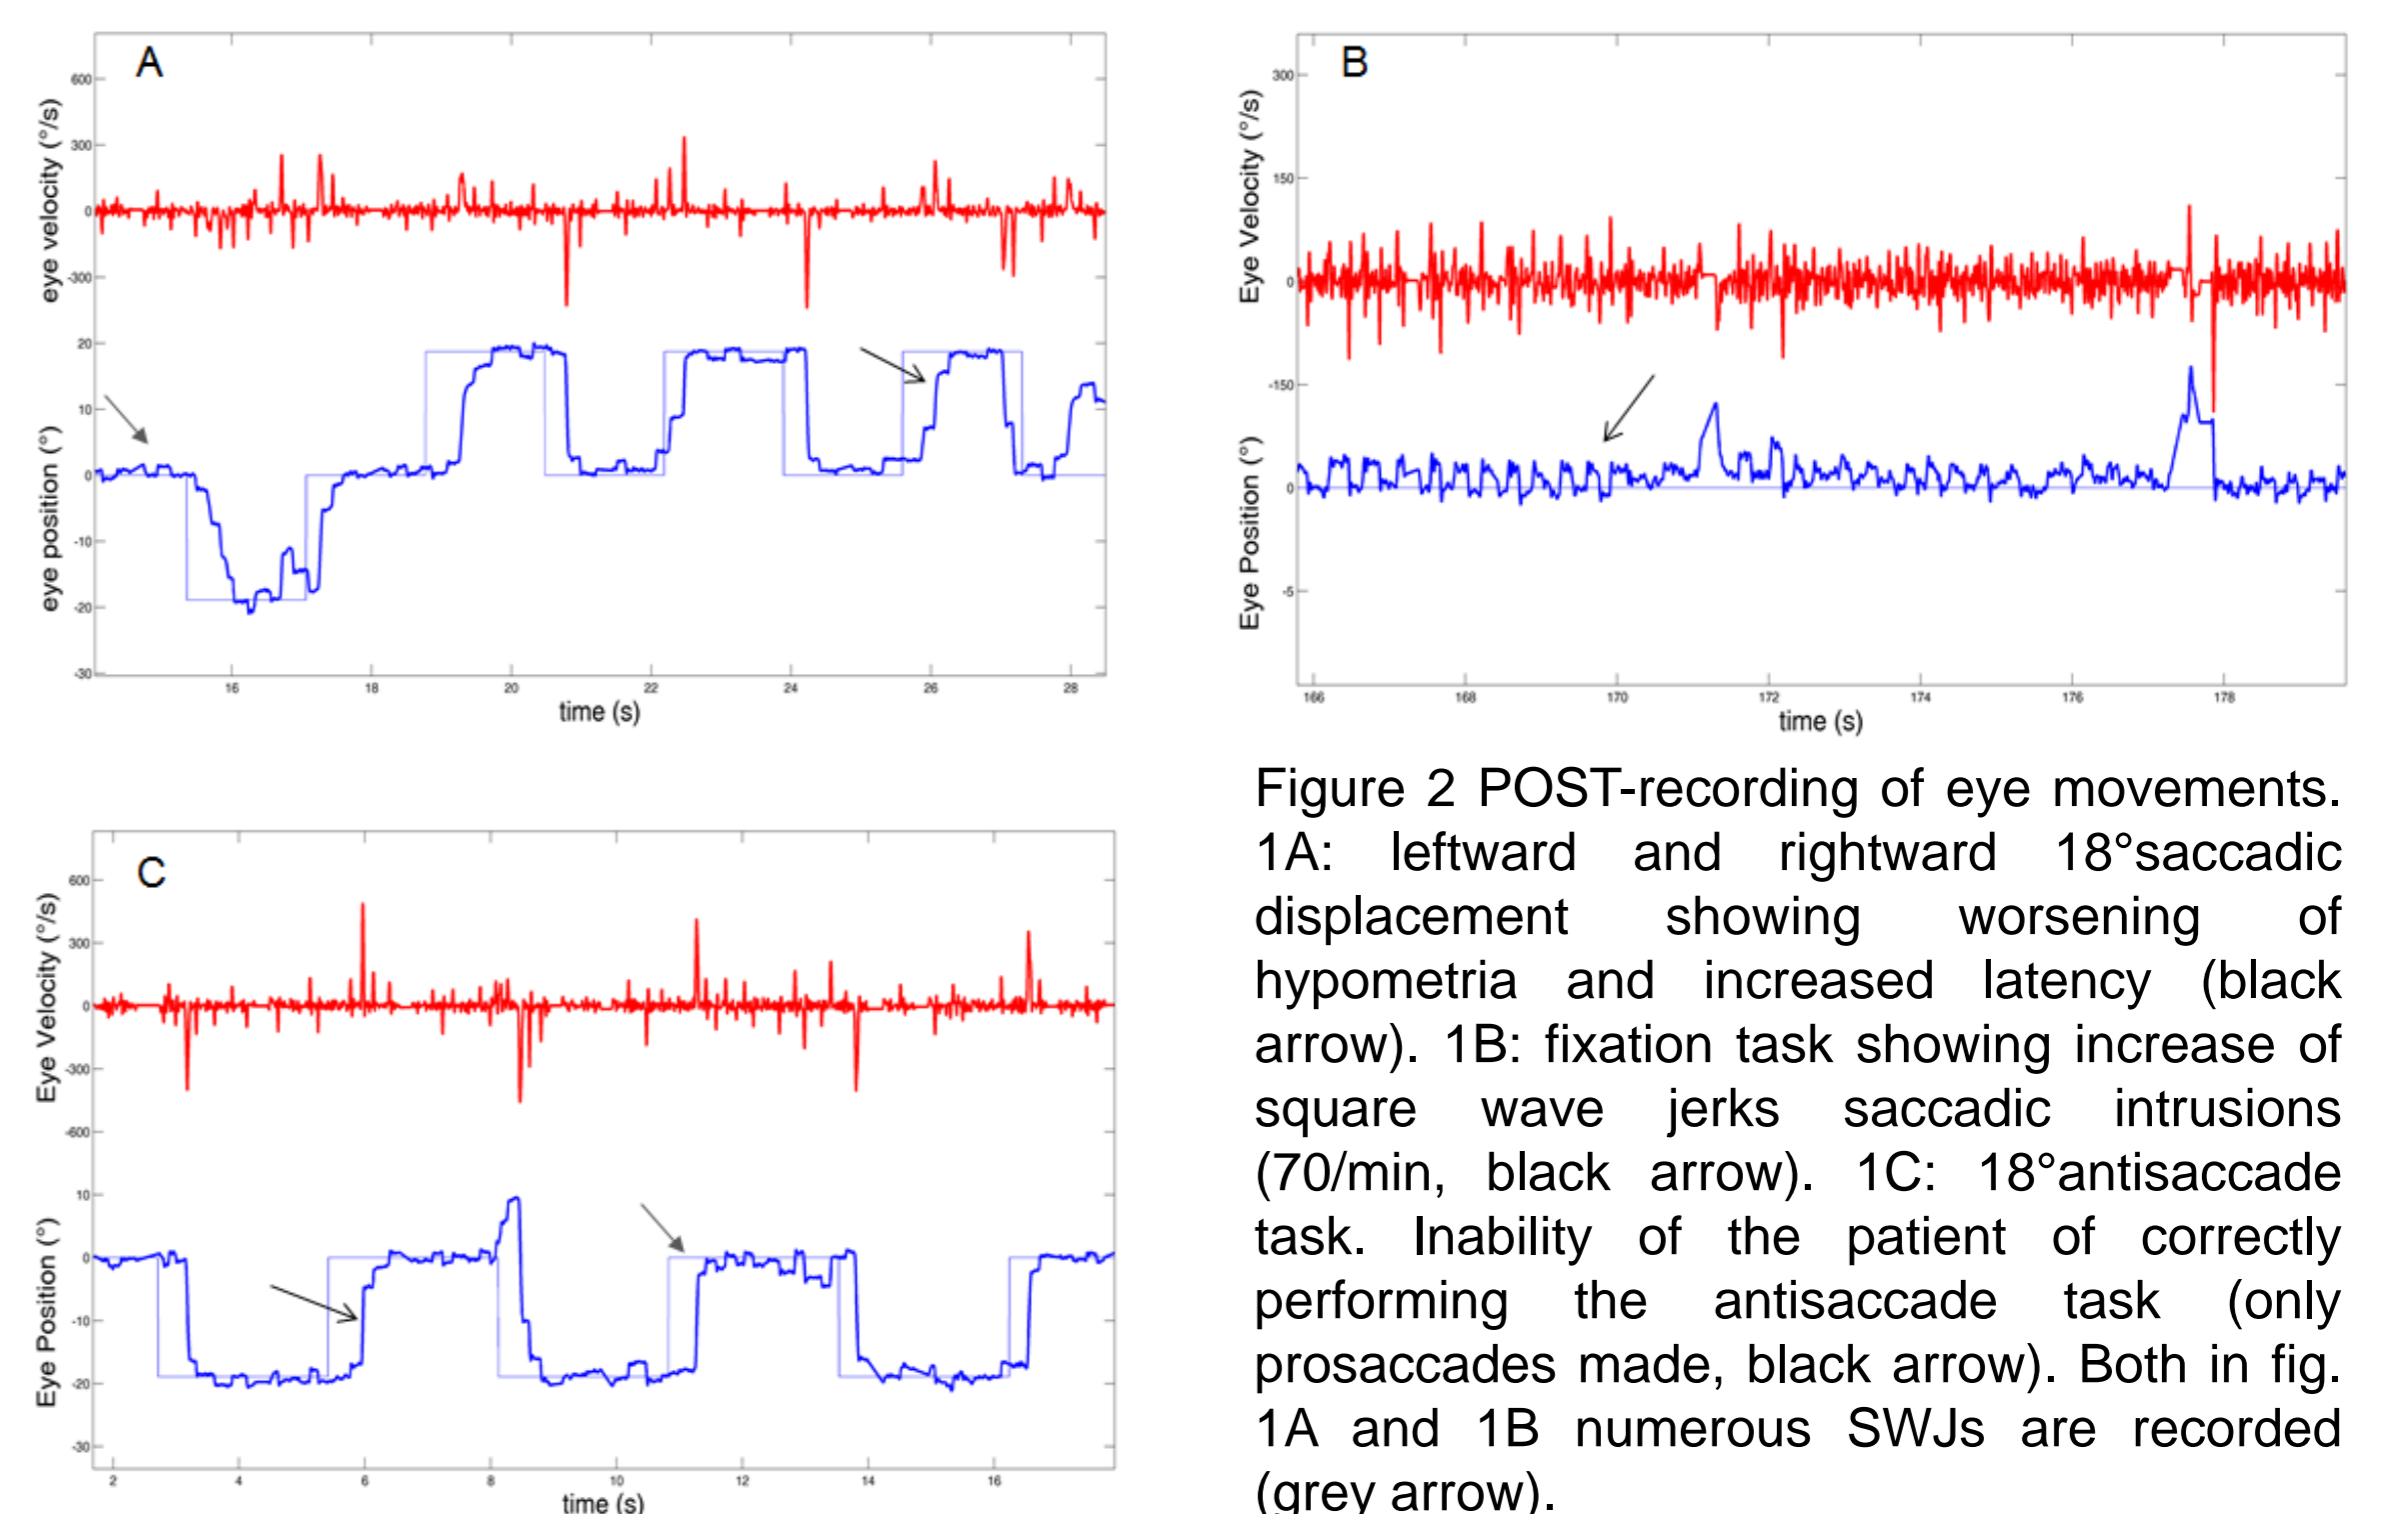 A
600
300
0
-300
eye velocity (°/s)
20
10
0
-10
-20
-30
eye position (°)
16 18 20 22 24 26 28
time (s)
B
300
150
0
-150
Eye Velocity (°/s)
0
-5
Eye Position (°)
166 168 170 172 174 176 178
time (s)
C
600
300
0
-300
-600
Eye Velocity (°/s)
10
0
-10
-20
-30
Eye Position (°)
2 4 6 8 10 12 14 16
time (s)
Figure 2 POST-recording of eye movements.
1A: leftward and rightward 18°saccadic
displacement showing worsening of
hypometria and increased latency (black
arrow). 1B: fixation task showing increase of
square wave jerks saccadic intrusions
(70/min, black arrow). 1C: 18°antisaccade
task. Inability of the patient of correctly
performing the antisaccade task (only
prosaccades made, black arrow). Both in fig.
1A and 1B numerous SWJs are recorded
(grey arrow).